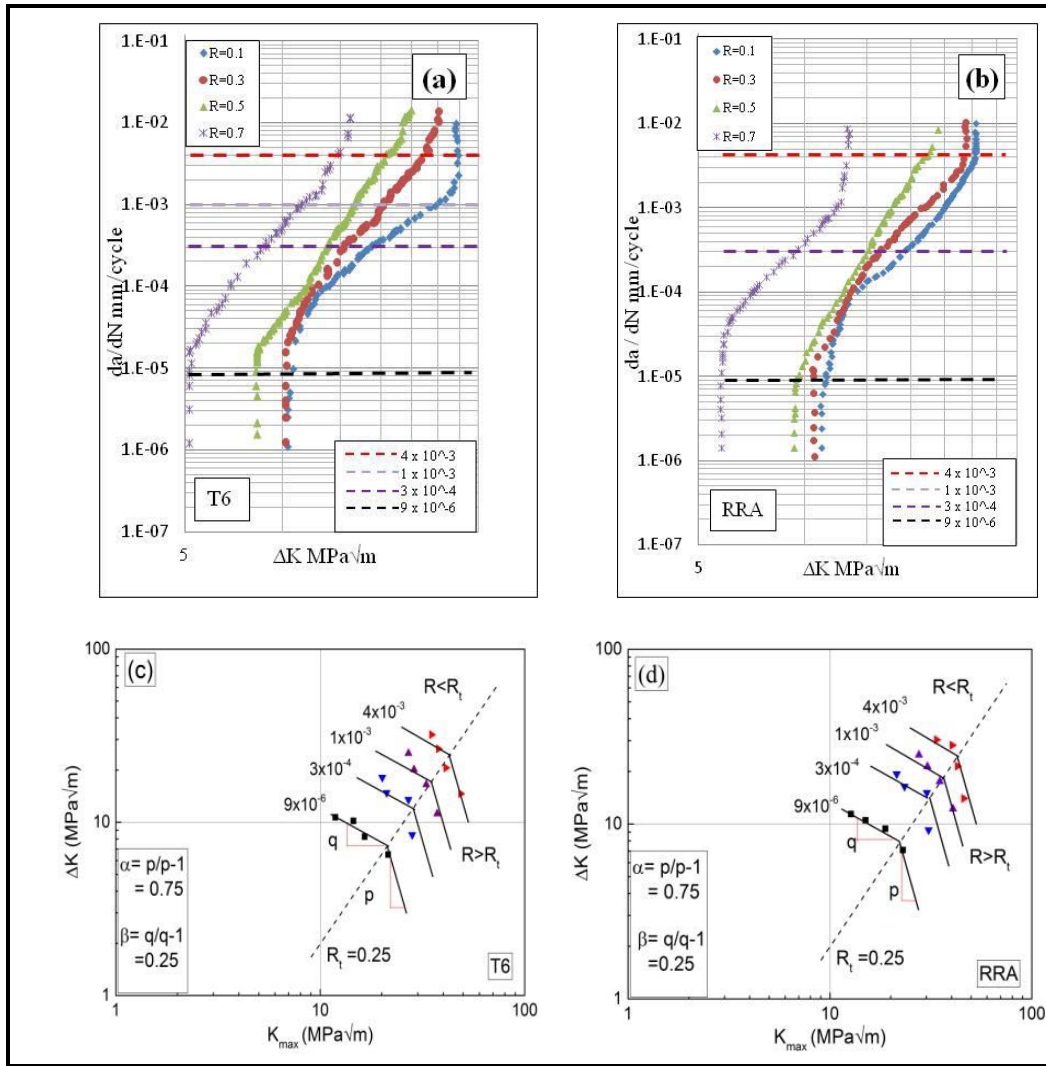 1.E-01
1.E-02
1.E-03
1.E-04
1.E-05
1.E-06
1.E-07
da/dN mm/cycle
R=0.1
R=0.3
R=0.5
R=0.7
(a)
T6
4 x 10^-3
1 x 10^-3
3 x 10^-4
9 x 10^-6
5
ΔK MPa√m
1.E-01
1.E-02
1.E-03
1.E-04
1.E-05
1.E-06
1.E-07
da / dN mm/cycle
R=0.1
R=0.3
R=0.5
R=0.7
(b)
RRA
4 x 10^-3
1 x 10^-3
3 x 10^-4
9 x 10^-6
5
ΔK MPa√m
100
10
1
ΔK (MPa√m)
(c)
R<Rt
4x10-3
1x10-3
3x10-4
9x10-6
q
R>Rt
p
α= p/p-1
= 0.75
β= q/q-1
=0.25
Rt =0.25
T6
1
10
100
Kmax (MPa√m)
100
10
1
ΔK (MPa√m)
(d)
R<Rt
4x10-3
1x10-3
3x10-4
9x10-6
q
R>Rt
p
α= p/p-1
= 0.75
β= q/q-1
=0.25
Rt =0.25
RRA
1
10
100
Kmax (MPa√m)